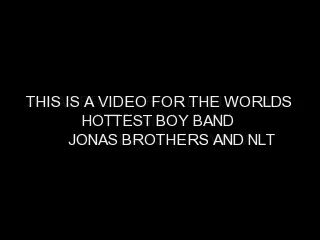 THIS IS A VIDEO FOR THE WORLDS
HOTTEST BOY BAND
JONAS BROTHERS AND NLT